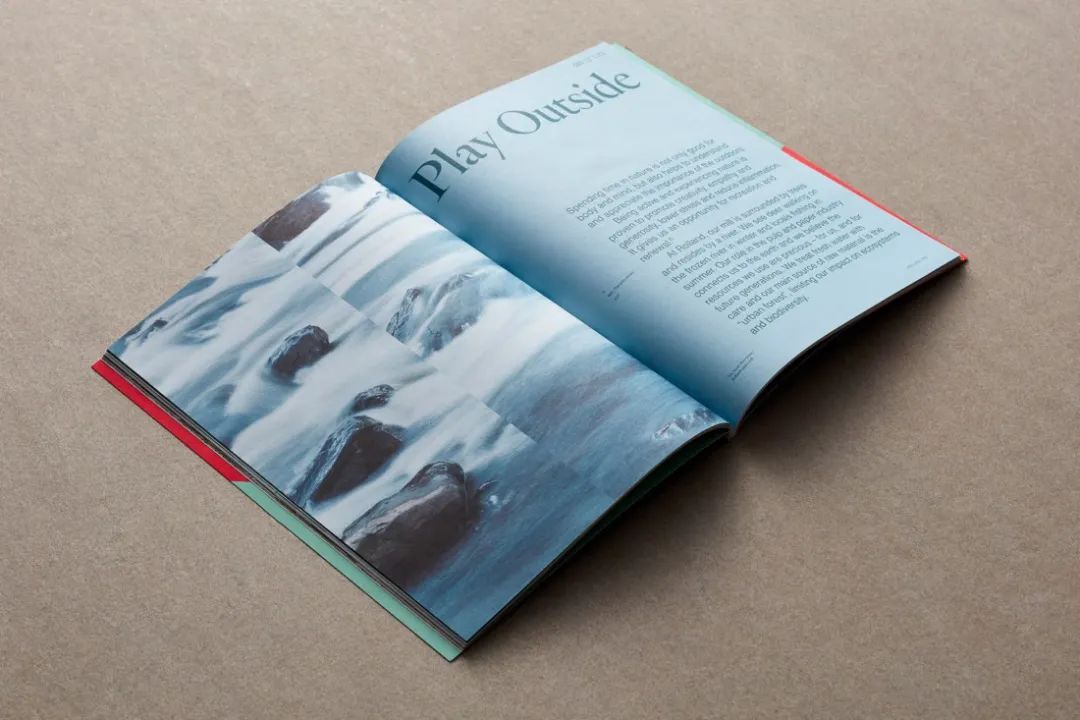 Play Outside
Spending time in nature is not only good for
body and mind, but also helps to understand
and appreciate the importance of the outdoors.
Being active and experiencing nature is
proven to promote creativity, empathy and
generosity, lower stress and reduce inflammation.
It gives us an opportunity for recreation and
renewal.
At Rolland, our mill is surrounded by trees
and resides by a river. We see deer walking on
the frozen river in winter and locals fishing in
summer. Our role in the pulp and paper industry
connects us to the earth and we believe the
resources we use are precious – for us, and for
future generations. We treat fresh water with
care and our main source of raw material is the
“urban forest”, limiting our impact on ecosystems
and biodiversity.